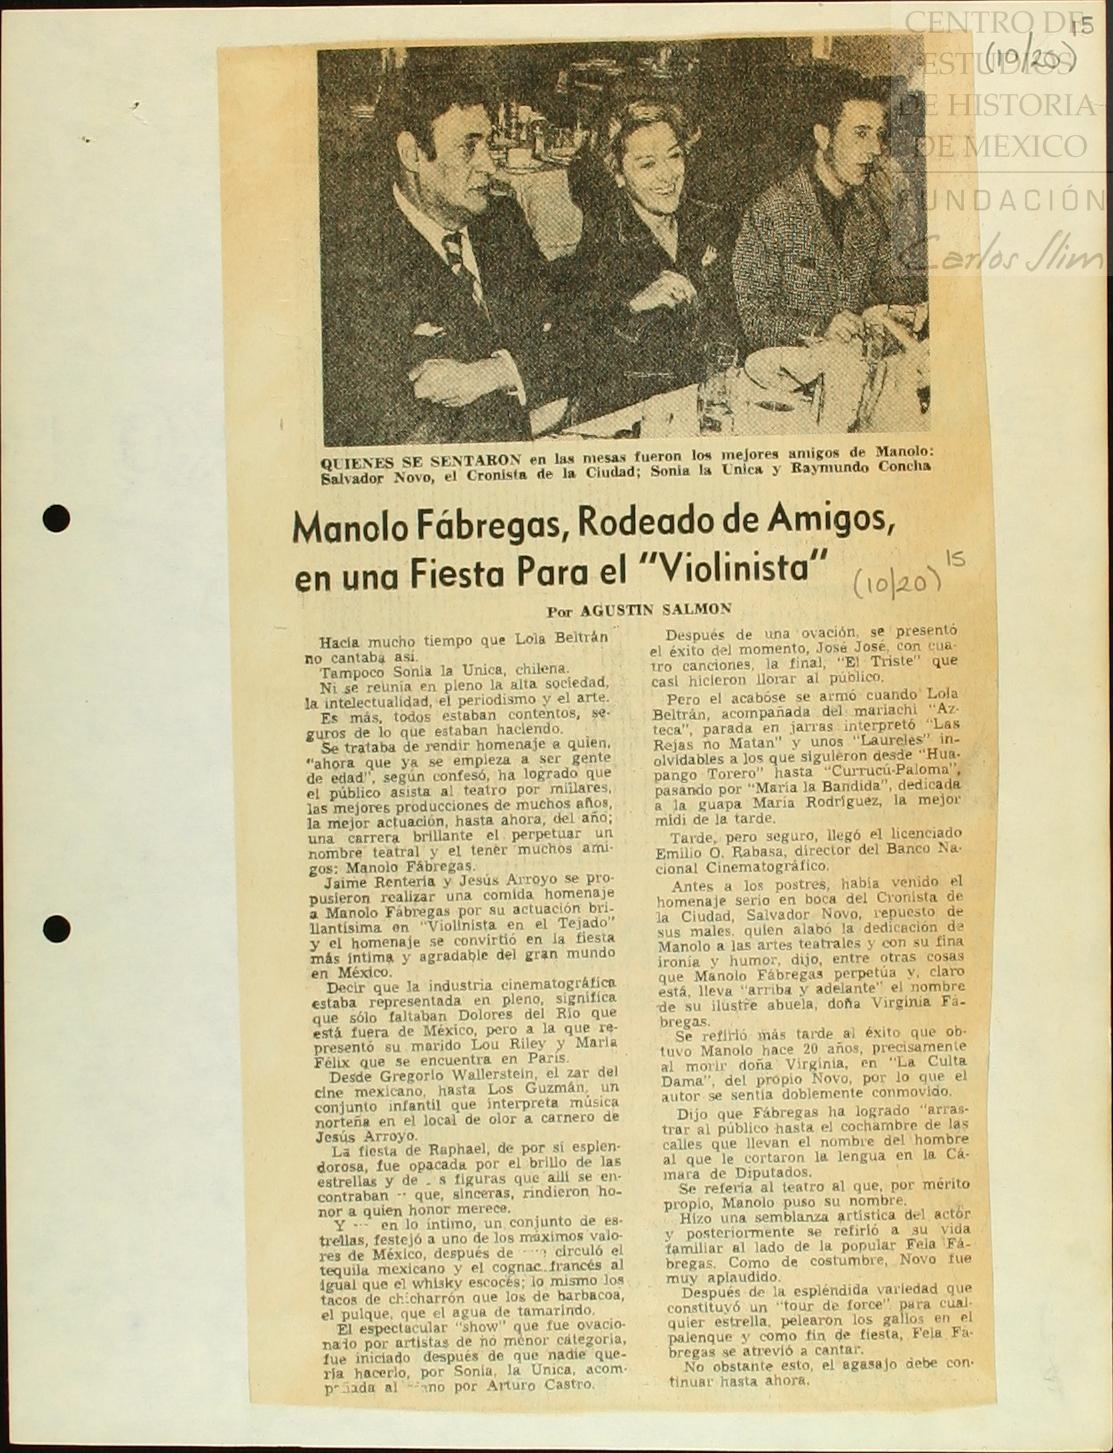 CENTRO DE
ESTUDIOS
DE HISTORIA
DE MEXICO
FUNDACIÓN
Carlos Slim
15
(10/20)
QUIENES SE SENTARON en las mesas fueron los mejores amigos de Manolo:
Salvador Novo, el Cronista de la Ciudad; Sonia la Unica y Raymundo Concha
Manolo Fábregas, Rodeado de Amigos,
en una Fiesta Para el "Violinista"
(10/20) 15
Por AGUSTIN SALMON
Hacía mucho tiempo que Lola Beltrán
no cantaba así.
Tampoco Sonia la Unica, chilena.
Ni se reunía en pleno la alta sociedad,
la intelectualidad, el periodismo y el arte.
Es más, todos estaban contentos, se-
guros de lo que estaban haciendo.
Se trataba de rendir homenaje a quien,
"ahora que ya se empieza a ser gente
de edad", según confesó, ha logrado que
el público asista al teatro por millares,
las mejores producciones de muchos años,
la mejor actuación, hasta ahora, del año;
una carrera brillante el perpetuar un
nombre teatral y el tener muchos ami-
gos: Manolo Fábregas.
Jaime Rentería y Jesús Arroyo se pro-
pusieron realizar una comida homenaje
a Manolo Fábregas por su actuación bri-
llantísima en "Violinista en el Tejado"
y el homenaje se convirtió en la fiesta
más íntima y agradable del gran mundo
en México.
Decir que la industria cinematográfica
estaba representada en pleno, significa
que sólo faltaban Dolores del Río que
está fuera de México, pero a la que re-
presentó su marido Lou Riley y María
Félix que se encuentra en París.
Desde Gregorio Wallerstein, el zar del
cine mexicano, hasta Los Guzmán, un
conjunto infantil que interpreta música
norteña en el local de olor a carnero de
Jesús Arroyo.
La fiesta de Raphael, de por sí esplen-
dorosa, fue opacada por el brillo de las
estrellas y de s figuras que allí se en-
contraban que, sinceras, rindieron ho-
nor a quien honor merece.
Y en lo íntimo, un conjunto de es-
trellas, festejó a uno de los máximos valo-
res de México, después de circuló el
tequila mexicano y el cognac francés al
igual que el whisky escocés; lo mismo los
tacos de chicharrón que los de barbacoa,
el pulque, que el agua de tamarindo.
El espectacular "show" que fue ovacio-
nado por artistas de no menor categoría,
fue iniciado después de que nadie que-
ría hacerlo, por Sonia, la Unica, acom-
pañada al por Arturo Castro.
Después de una ovación, se presentó
el éxito del momento, José José, con cua-
tro canciones, la final, "El Triste" que
casi hicieron llorar al público.
Pero el acabóse se armó cuando Lola
Beltrán, acompañada del mariachi "Az-
teca", parada en jarras interpretó "Las
Rejas no Matan" y unos "Laureles" in-
olvidables a los que siguieron desde "Hua-
pango Torero" hasta "Currucú-Paloma",
pasando por "María la Bandida", dedicada
a la guapa María Rodríguez, la mejor
midi de la tarde.
Tarde, pero seguro, llegó el licenciado
Emilio O. Rabasa, director del Banco Na-
cional Cinematográfico.
Antes a los postres, había venido el
homenaje serio en boca del Cronista de
la Ciudad, Salvador Novo, repuesto de
sus males, quien alabó la dedicación de
Manolo a las artes teatrales y con su fina
ironía y humor, dijo, entre otras cosas
que Manolo Fábregas perpetúa y, claro
está, lleva "arriba y adelante" el nombre
de su ilustre abuela, doña Virginia Fá-
bregas.
Se refirió más tarde al éxito que ob-
tuvo Manolo hace 20 años, precisamente
al morir doña Virginia, en "La Culta
Dama", del propio Novo, por lo que el
autor se sentía doblemente conmovido.
Dijo que Fábregas ha logrado "arras-
trar al público hasta el cochambre de las
calles que llevan el nombre del hombre
al que le cortaron la lengua en la Cá-
mara de Diputados.
Se refería al teatro al que, por mérito
propio, Manolo puso su nombre.
Hizo una semblanza artística del actor
y posteriormente se refirió a su vida
familiar al lado de la popular Fela Fá-
bregas. Como de costumbre, Novo fue
muy aplaudido.
Después de la espléndida variedad que
constituyó un "tour de force" para cual-
quier estrella, pelearon los gallos en el
palenque y como fin de fiesta, Fela Fá-
bregas se atrevió a cantar.
No obstante esto, el agasajo debe con-
tinuar hasta ahora.